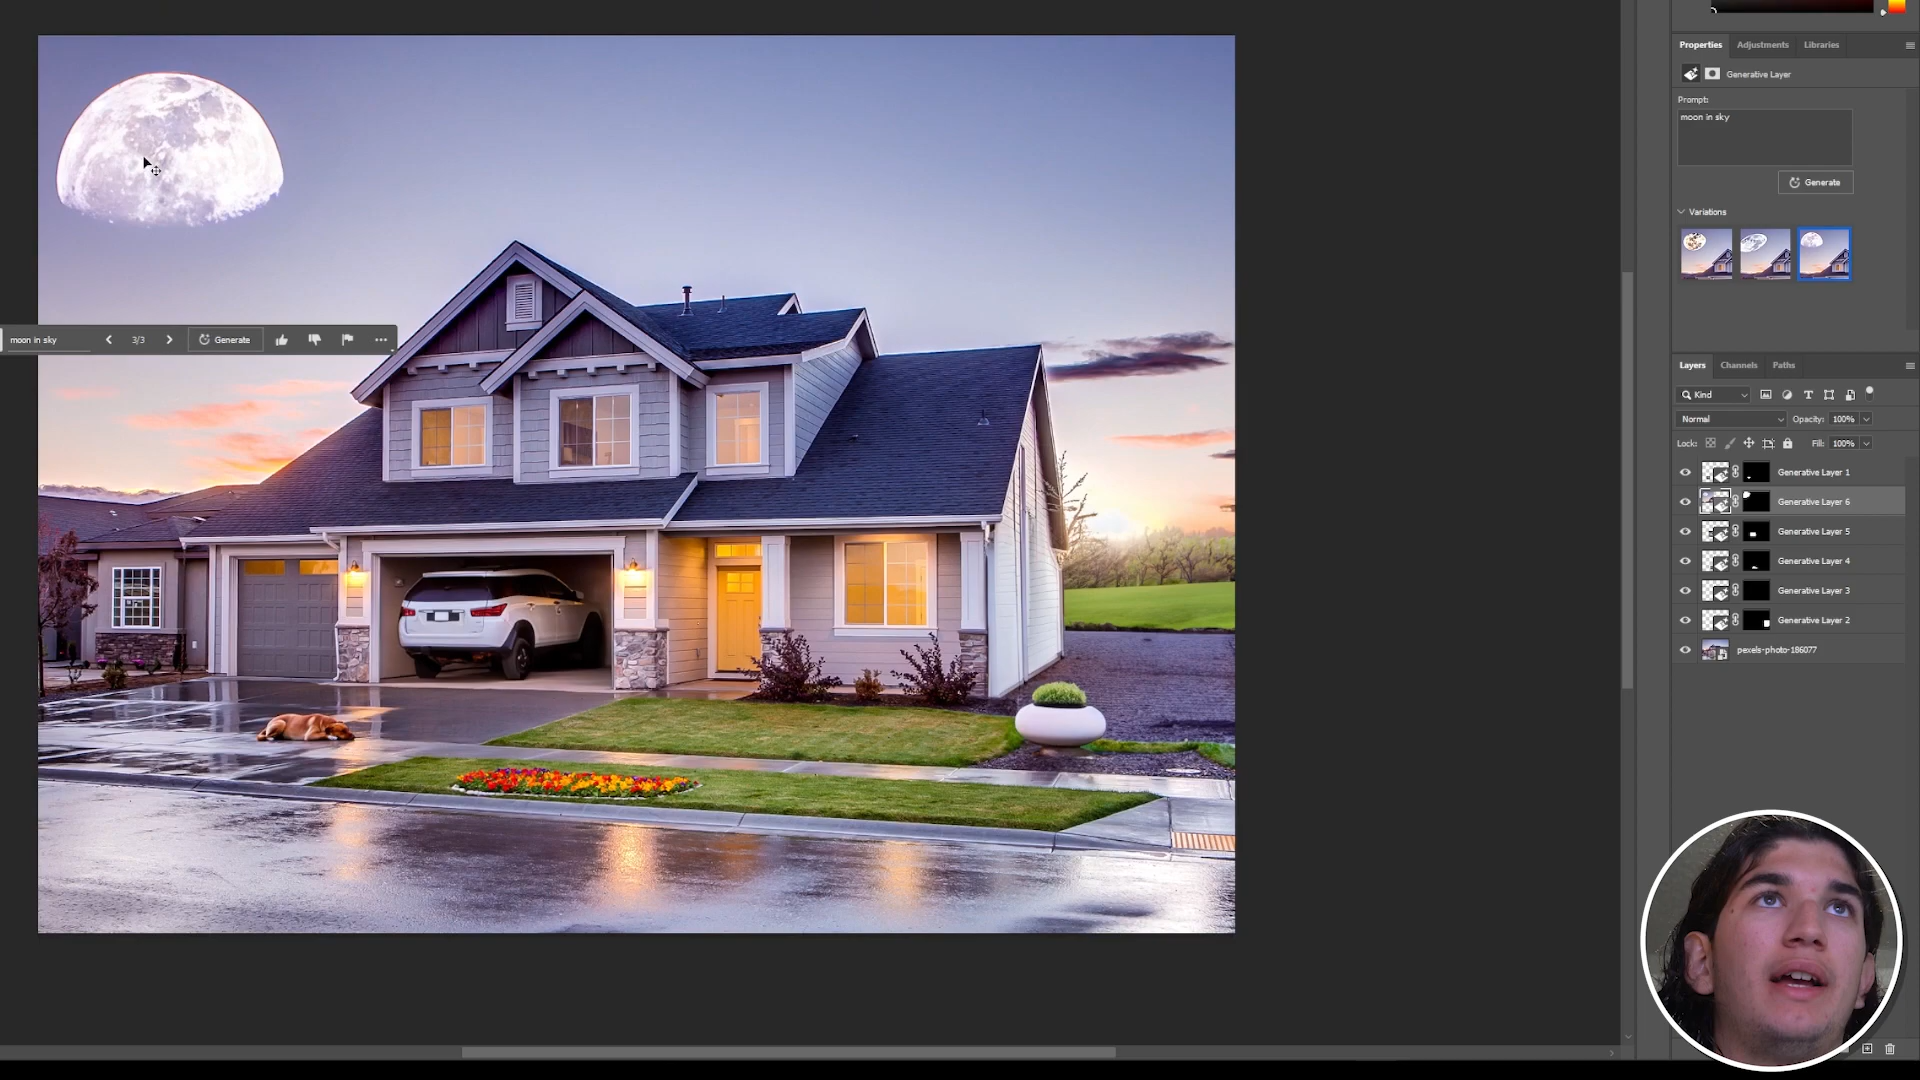 Properties Adjustments Libraries
Generative Layer
Prompt:
moon in sky
Generate
Variations
moon in sky 3/3 Generate
Layers Channels Paths
Kind
Normal Opacity: 100%
Lock: Fill: 100%
Generative Layer 1
Generative Layer 6
Generative Layer 5
Generative Layer 4
Generative Layer 3
Generative Layer 2
pexels-photo-186077